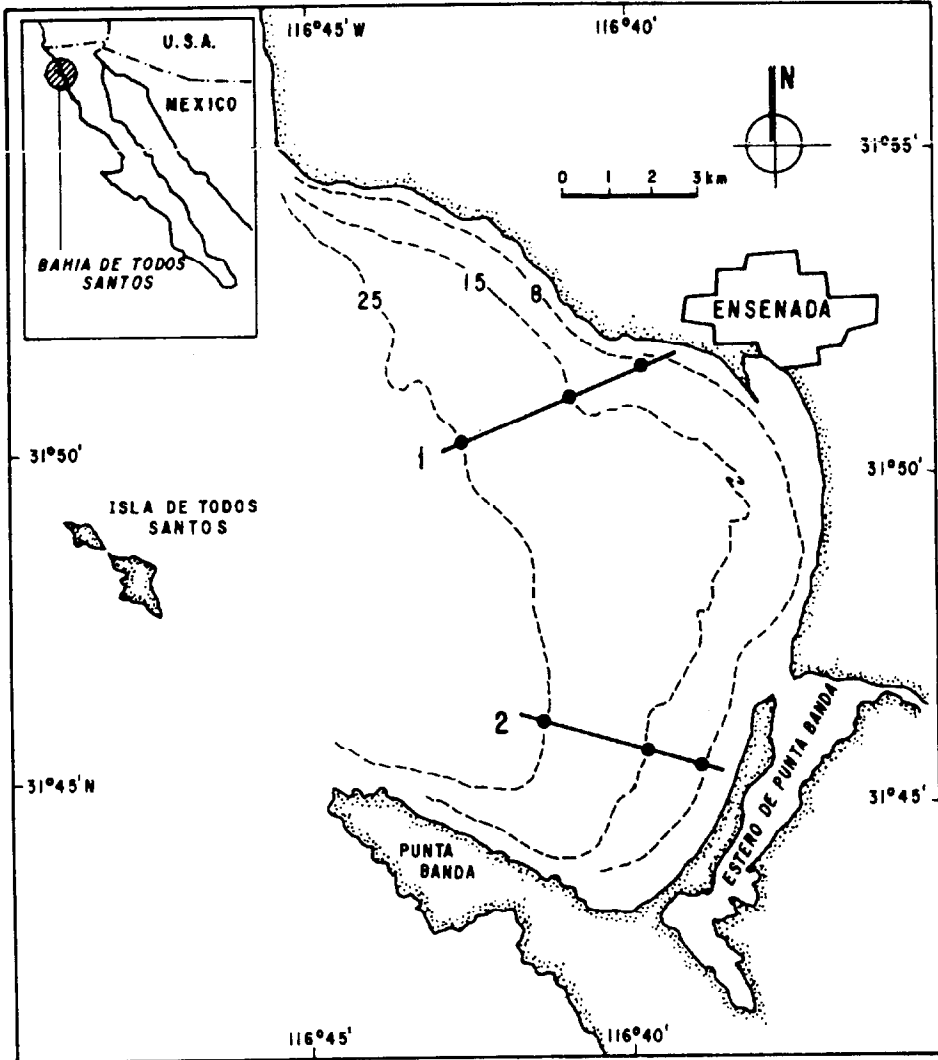 116°45' W
116°40'
U.S.A.
MEXICO
BAHIA DE TODOS
SANTOS
N
31°55'
0 1 2 3 km
25
15
8
ENSENADA
1
31°50'
31°50'
ISLA DE TODOS
SANTOS
2
31°45' N
31°45'
PUNTA
BANDA
ESTERO DE PUNTA BANDA
116°45'
116°40'